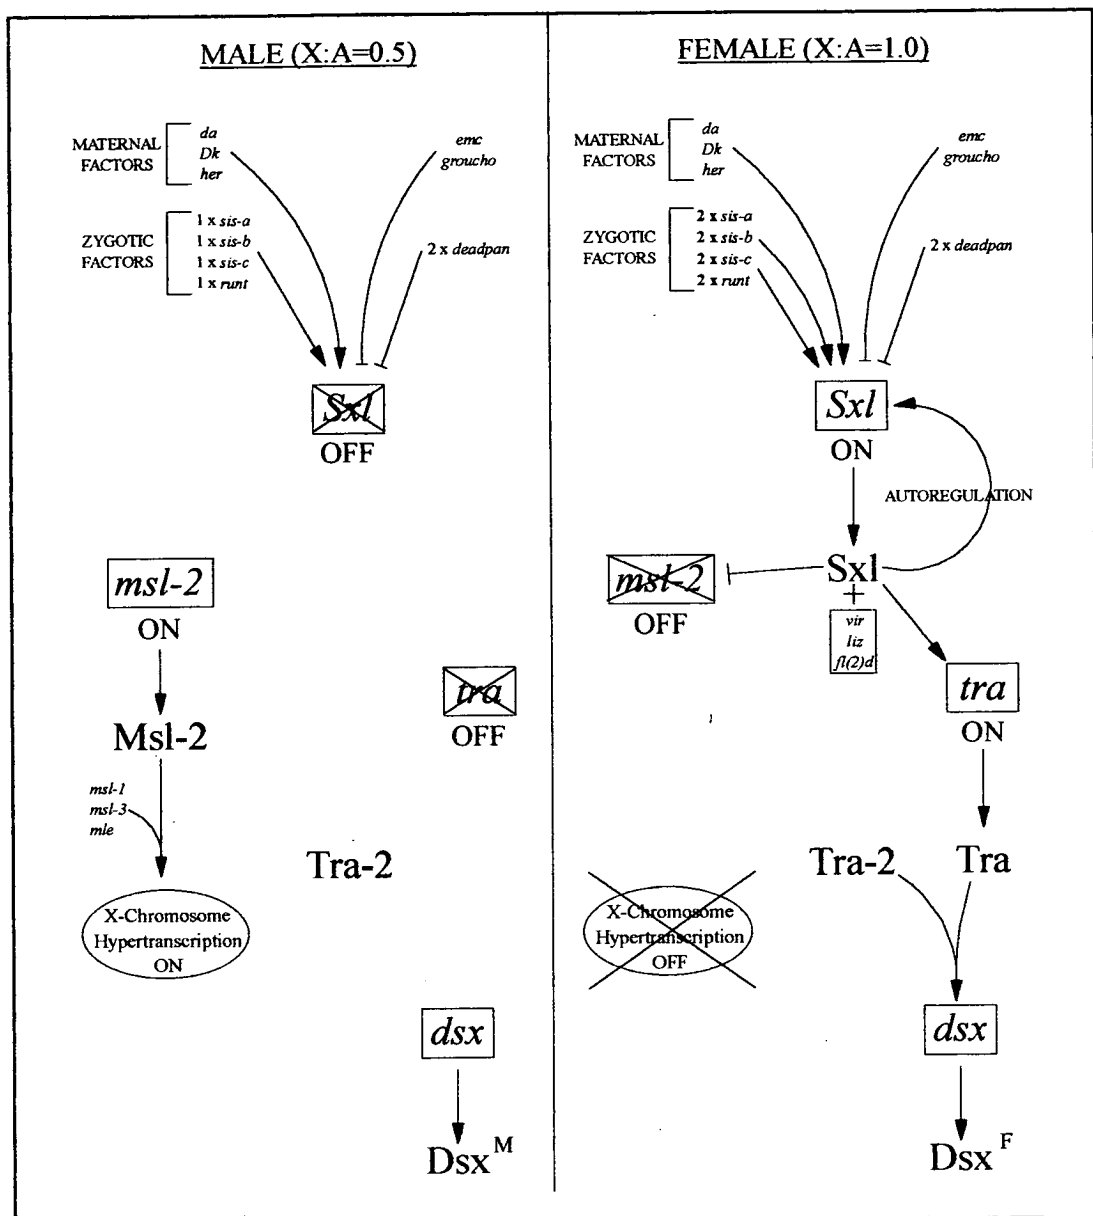 MALE (X:A=0.5)
MATERNAL
FACTORS
da
Dk
her
emc
groucho
ZYGOTIC
FACTORS
1 x sis-a
1 x sis-b
1 x sis-c
1 x runt
2 x deadpan
Sxl
OFF
msl-2
ON
Msl-2
tra
OFF
msl-1
msl-3
mle
Tra-2
X-Chromosome
Hypertranscription
ON
dsx
Dsx M
FEMALE (X:A=1.0)
MATERNAL
FACTORS
da
Dk
her
emc
groucho
ZYGOTIC
FACTORS
2 x sis-a
2 x sis-b
2 x sis-c
2 x runt
2 x deadpan
Sxl
ON
AUTOREGULATION
msl-2
OFF
Sxl
+
vir
liz
fl(2)d
tra
ON
Tra-2
Tra
X-Chromosome
Hypertranscription
OFF
dsx
Dsx F